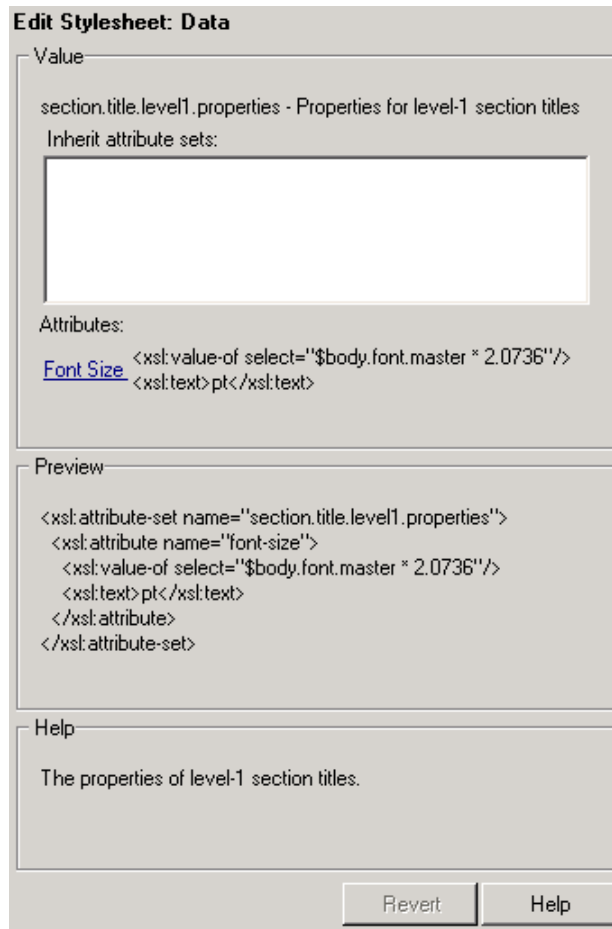 Edit Stylesheet: Data
Value
section.title.level1.properties - Properties for level-1 section titles
Inherit attribute sets:
Attributes:
Font Size
<xsl:value-of select="$body.font.master * 2.0736"/>
<xsl:text>pt</xsl:text>
Preview
<xsl:attribute-set name="section.title.level1.properties">
<xsl:attribute name="font-size">
<xsl:value-of select="$body.font.master * 2.0736"/>
<xsl:text>pt</xsl:text>
</xsl:attribute>
</xsl:attribute-set>
Help
The properties of level-1 section titles.
Revert
Help